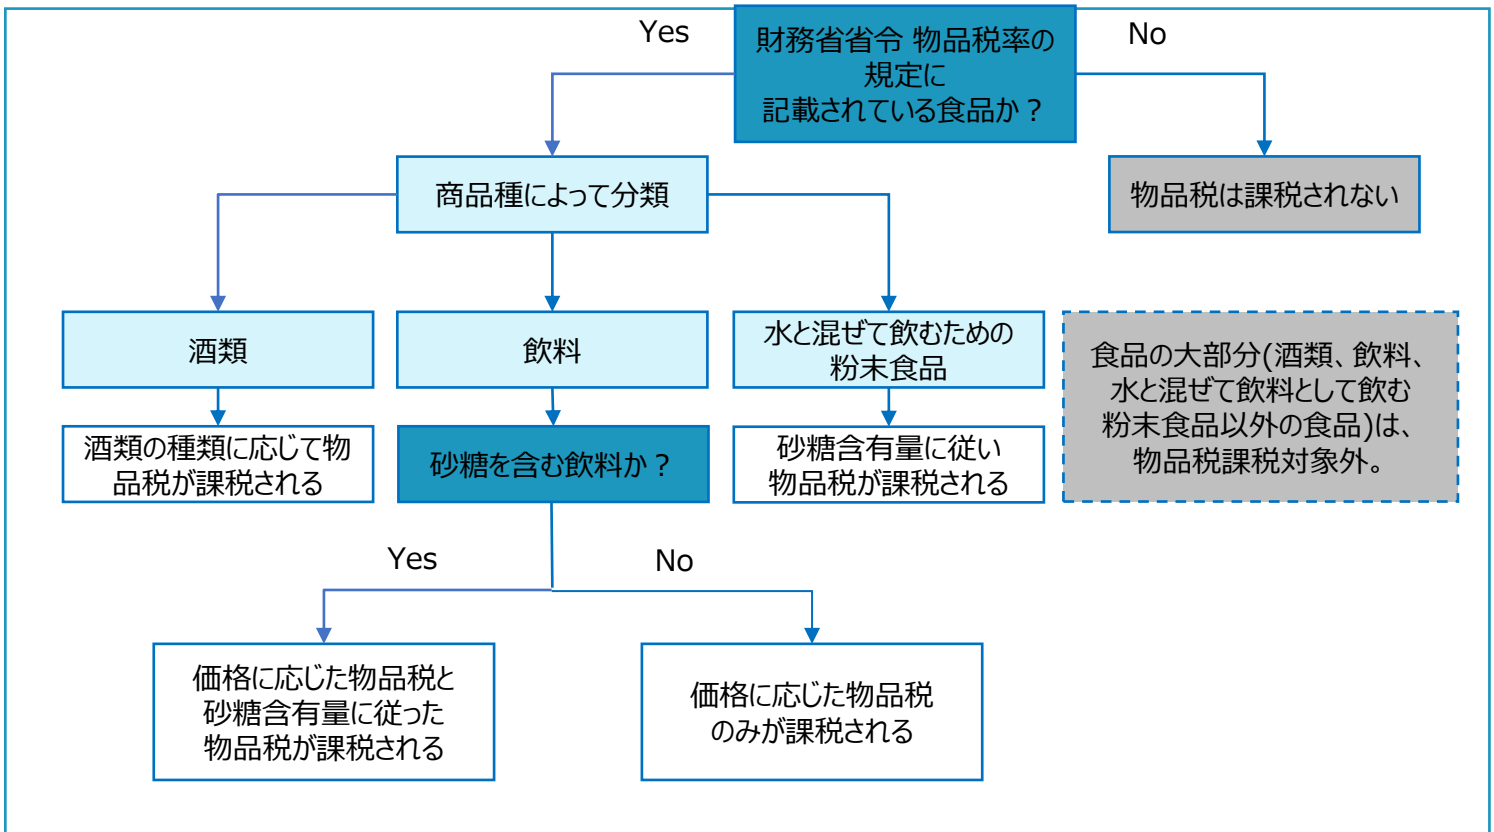 Yes
財務省省令 物品税率の
規定に
記載されている食品か？
No
商品種によって分類
物品税は課税されない
酒類
飲料
水と混ぜて飲むための
粉末食品
食品の大部分(酒類、飲料、
水と混ぜて飲料として飲む
粉末食品以外の食品)は、
物品税課税対象外。
酒類の種類に応じて物
品税が課税される
砂糖を含む飲料か？
砂糖含有量に従い
物品税が課税される
Yes
No
価格に応じた物品税と
砂糖含有量に従った
物品税が課税される
価格に応じた物品税
のみが課税される